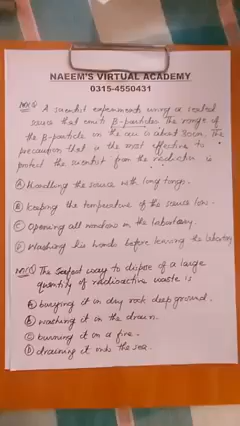 NAEEM'S VIRTUAL ACADEMY
0315-4550431
A scientist experiments using a sealed
source that emits β-particles. The range of
the β-particle in the air is about 30cm. The
precaution that is the most effective to
protect the scientist from the radiation is
(A) Handling the source with long tongs.
(B) Keeping the temperature of the source low.
(C) Opening all windows in the laboratory.
(D) Washing his hands before leaving the laboratory
The Safest way to dispose of a large
quantity of radioactive waste is
(A) burying it in dry rock deep ground.
(B) washing it in the drain.
(C) burning it on a fire.
(D) draining it into the sea.